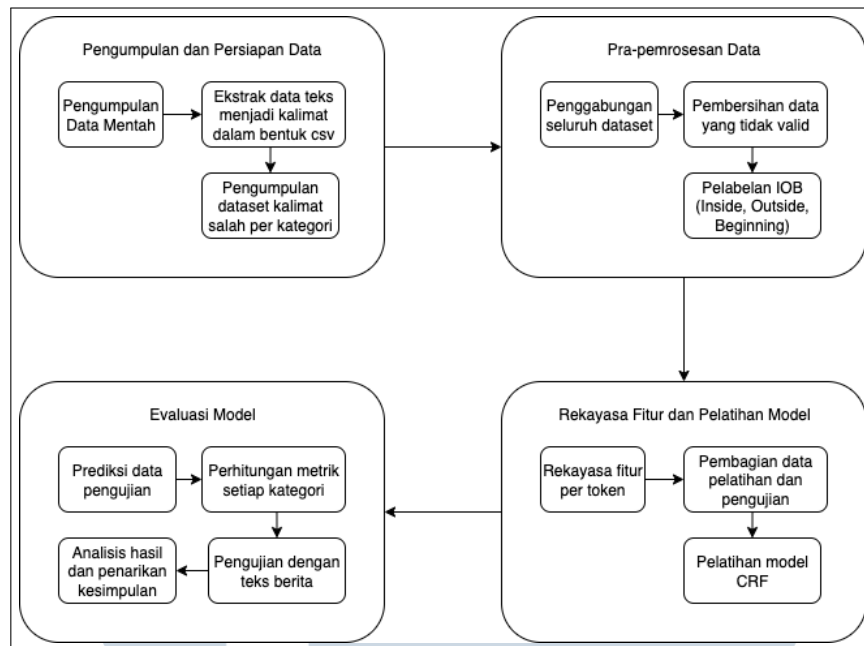 Pengumpulan dan Persiapan Data
Pengumpulan
Data Mentah
Ekstrak data teks
menjadi kalimat
dalam bentuk csv
Pengumpulan
dataset kalimat
salah per kategori
Pra-pemrosesan Data
Penggabungan
seluruh dataset
Pembersihan data
yang tidak valid
Pelabelan IOB
(Inside, Outside,
Beginning)
Rekayasa Fitur dan Pelatihan Model
Rekayasa fitur
per token
Pembagian data
pelatihan dan
pengujian
Pelatihan model
CRF
Evaluasi Model
Prediksi data
pengujian
Perhitungan metrik
setiap kategori
Pengujian dengan
teks berita
Analisis hasil
dan penarikan
kesimpulan